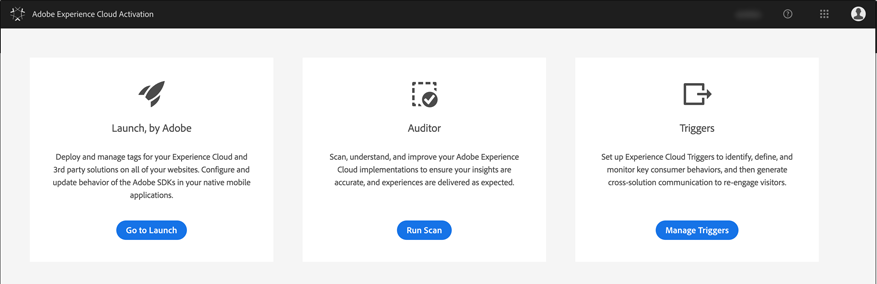 Adobe Experience Cloud Activation
Launch, by Adobe
Deploy and manage tags for your Experience Cloud and
3rd party solutions on all of your websites. Configure and
update behavior of the Adobe SDKs in your native mobile
applications.
Go to Launch
Auditor
Scan, understand, and improve your Adobe Experience
Cloud implementations to ensure your insights are
accurate, and experiences are delivered as expected.
Run Scan
Triggers
Set up Experience Cloud Triggers to identify, define, and
monitor key consumer behaviors, and then generate
cross-solution communication to re-engage visitors.
Manage Triggers